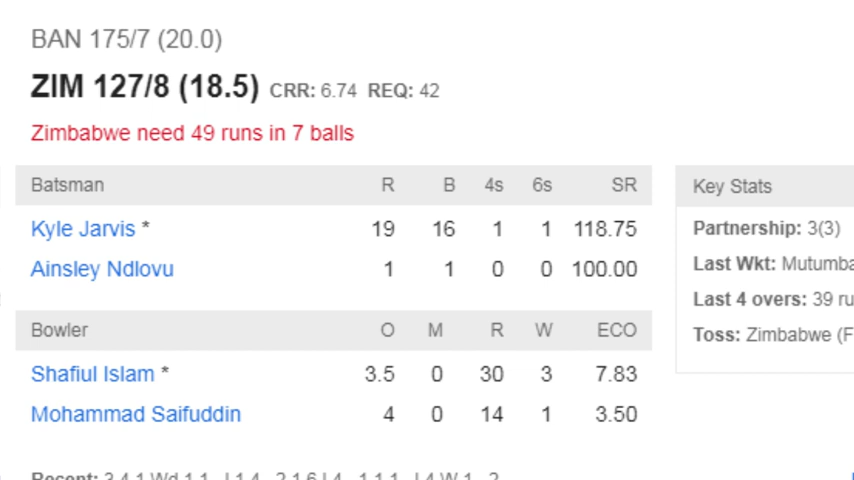 BAN 175/7 (20.0)
ZIM 127/8 (18.5) CRR: 6.74 REQ: 42
Zimbabwe need 49 runs in 7 balls
Batsman R B 4s 6s SR
Kyle Jarvis * 19 16 1 1 118.75
Ainsley Ndlovu 1 1 0 0 100.00
Bowler O M R W ECO
Shafiul Islam * 3.5 0 30 3 7.83
Mohammad Saifuddin 4 0 14 1 3.50
Key Stats
Partnership: 3(3)
Last Wkt: Mutumba
Last 4 overs: 39 ru
Toss: Zimbabwe (F
Recent: